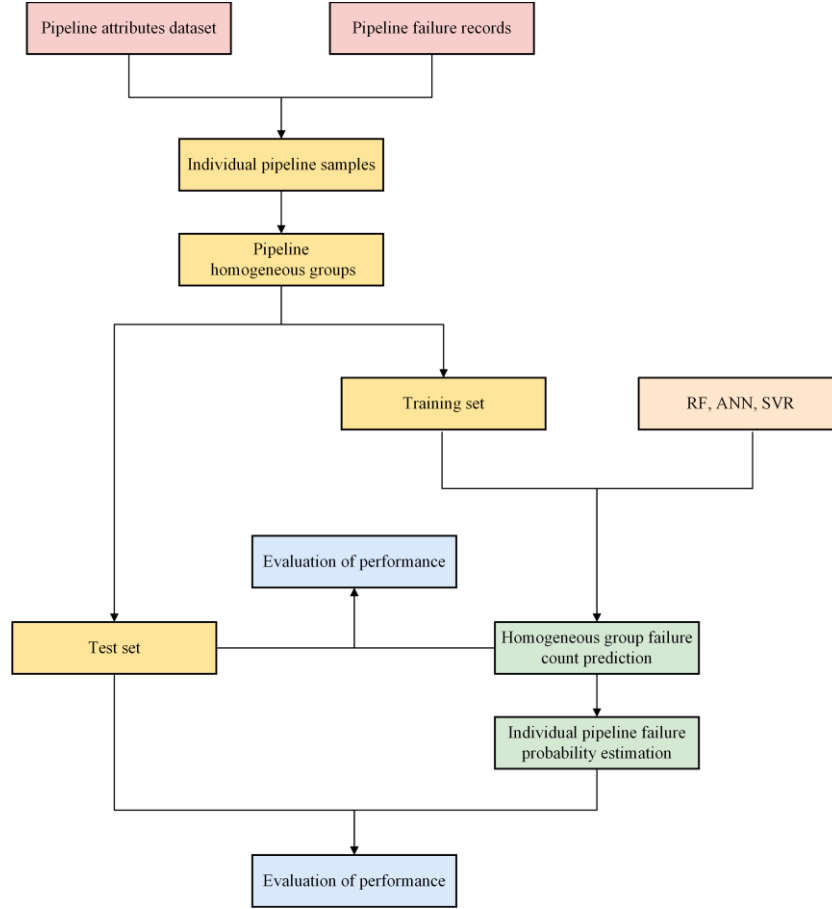 Pipeline attributes dataset
Pipeline failure records
Individual pipeline samples
Pipeline
homogeneous groups
Training set
RF, ANN, SVR
Evaluation of performance
Test set
Homogeneous group failure
count prediction
Individual pipeline failure
probability estimation
Evaluation of performance